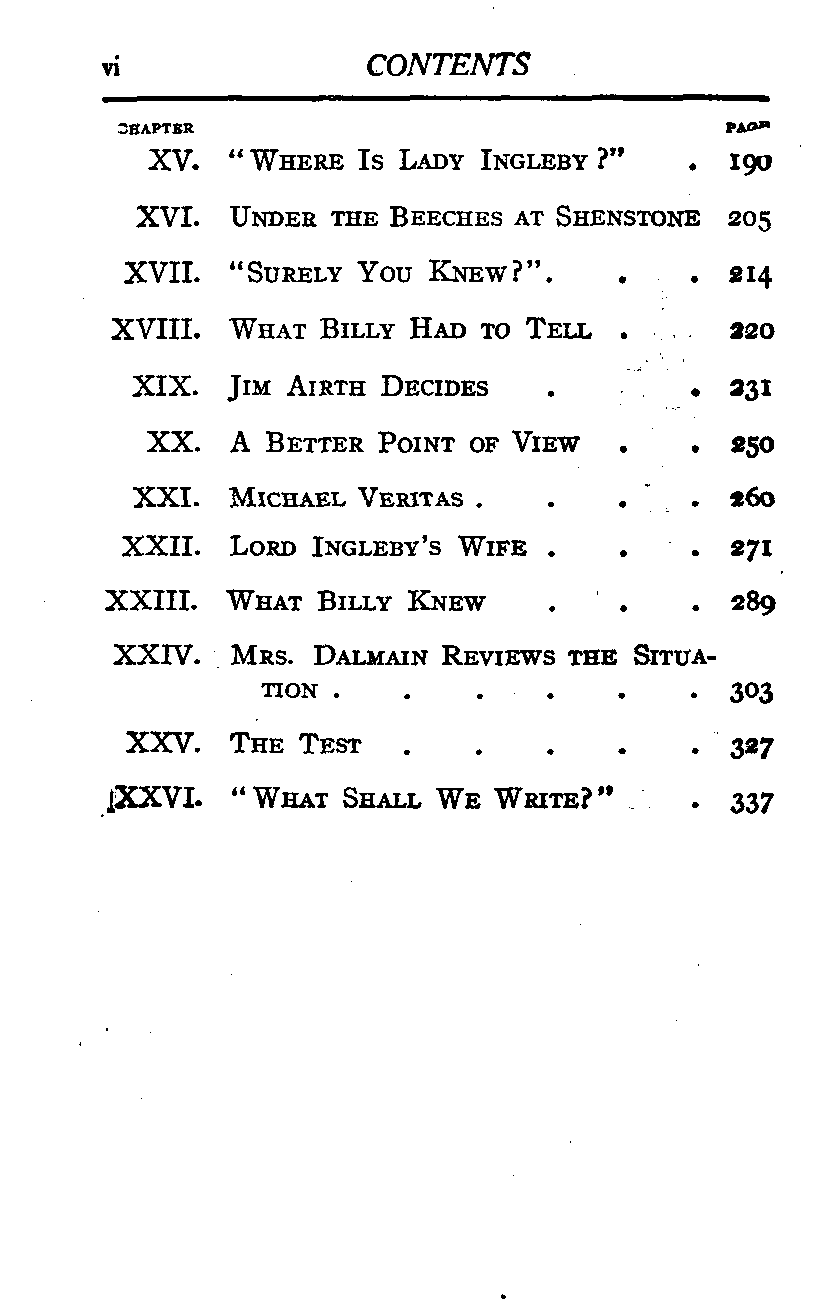 vi CONTENTS
CHAPTER PAGE
XV. "WHERE IS LADY INGLEBY?" . 190
XVI. UNDER THE BEECHES AT SHENSTONE 205
XVII. "SURELY YOU KNEW?". . . 214
XVIII. WHAT BILLY HAD TO TELL . . 220
XIX. JIM AIRTH DECIDES . . . 231
XX. A BETTER POINT OF VIEW . . 250
XXI. MICHAEL VERITAS . . . . 260
XXII. LORD INGLEBY'S WIFE . . . 271
XXIII. WHAT BILLY KNEW . . . 289
XXIV. MRS. DALMAIN REVIEWS THE SITUA-
TION . . . . . . 303
XXV. THE TEST . . . . . 327
XXVI. "WHAT SHALL WE WRITE?" . 337